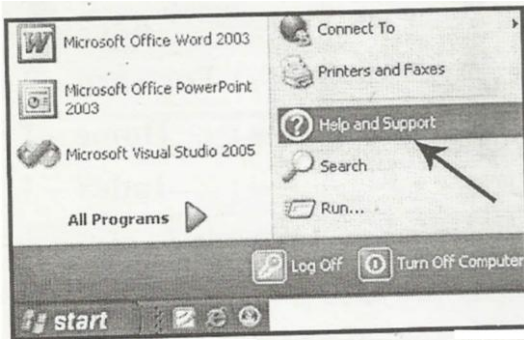 Microsoft Office Word 2003
Microsoft Office PowerPoint
2003
Microsoft Visual Studio 2005
All Programs
Connect To
Printers and Faxes
Help and Support
Search
Run...
Log Off
Turn Off Computer
start